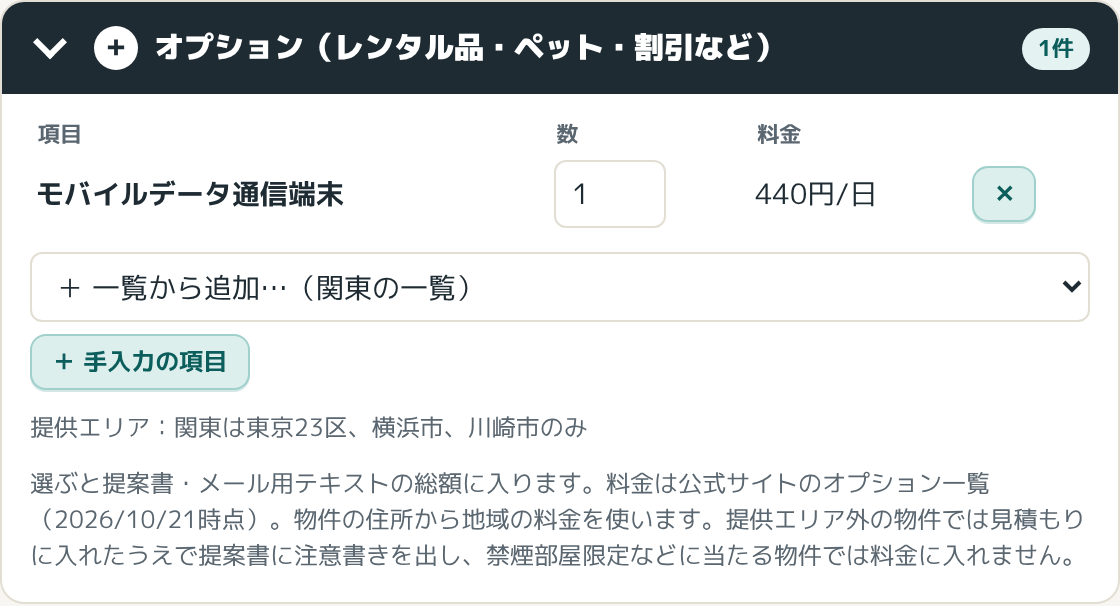 オプション（レンタル品・ペット・割引など）
1件
項目
数
料金
モバイルデータ通信端末
1
440円/日
×
＋ 一覧から追加…（関東の一覧）
＋ 手入力の項目
提供エリア：関東は東京23区、横浜市、川崎市のみ
選ぶと提案書・メール用テキストの総額に入ります。料金は公式サイトのオプション一覧
（2026/10/21時点）。物件の住所から地域の料金を使います。提供エリア外の物件では見積もり
に入れたうえで提案書に注意書きを出し、禁煙部屋限定などに当たる物件では料金に入れません。